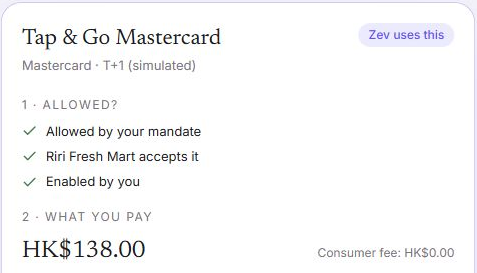 Tap & Go Mastercard
Zev uses this
Mastercard · T+1 (simulated)
1 · ALLOWED?
Allowed by your mandate
Riri Fresh Mart accepts it
Enabled by you
2 · WHAT YOU PAY
HK$138.00
Consumer fee: HK$0.00